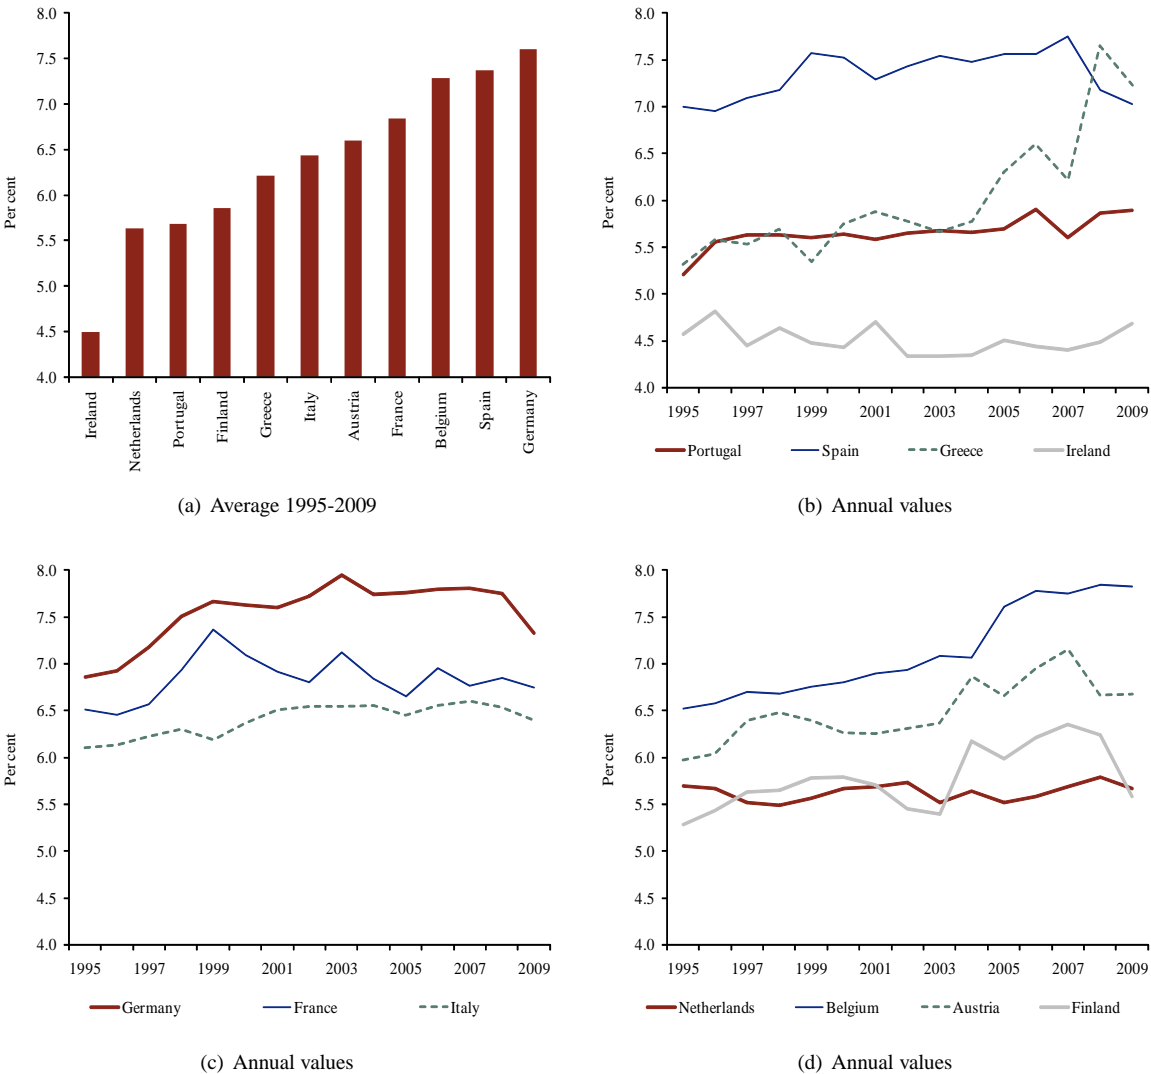 8.0
7.5
7.0
6.5
6.0
5.5
5.0
4.5
4.0
Per cent
Ireland
Netherlands
Portugal
Finland
Greece
Italy
Austria
France
Belgium
Spain
Germany
(a) Average 1995-2009
8.0
7.5
7.0
6.5
6.0
5.5
5.0
4.5
4.0
Per cent
1995 1997 1999 2001 2003 2005 2007 2009
Portugal Spain Greece Ireland
(b) Annual values
8.0
7.5
7.0
6.5
6.0
5.5
5.0
4.5
4.0
Per cent
1995 1997 1999 2001 2003 2005 2007 2009
Germany France Italy
(c) Annual values
8.0
7.5
7.0
6.5
6.0
5.5
5.0
4.5
4.0
Per cent
1995 1997 1999 2001 2003 2005 2007 2009
Netherlands Belgium Austria Finland
(d) Annual values